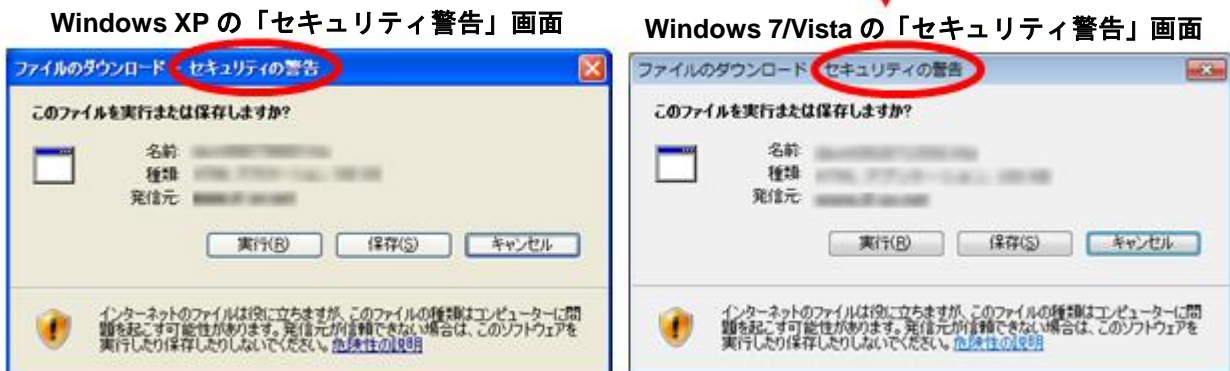 Windows XP の「セキュリティ警告」画面
ファイルのダウンロード - セキュリティの警告
このファイルを実行または保存しますか?
名前:
種類:
発信元:
実行(R)
保存(S)
キャンセル
インターネットのファイルは役に立ちますが、このファイルの種類はコンピューターに問
題を起こす可能性があります。発信元が信頼できない場合は、このソフトウェアを
実行したり保存したりしないでください。危険性の説明
Windows 7/Vista の「セキュリティ警告」画面
ファイルのダウンロード セキュリティの警告
このファイルを実行または保存しますか?
名前:
種類:
発信元:
実行(R)
保存(S)
キャンセル
インターネットのファイルは役に立ちますが、このファイルの種類はコンピューターに問
題を起こす可能性があります。発信元が信頼できない場合は、このソフトウェアを
実行したり保存したりしないでください。危険性の説明